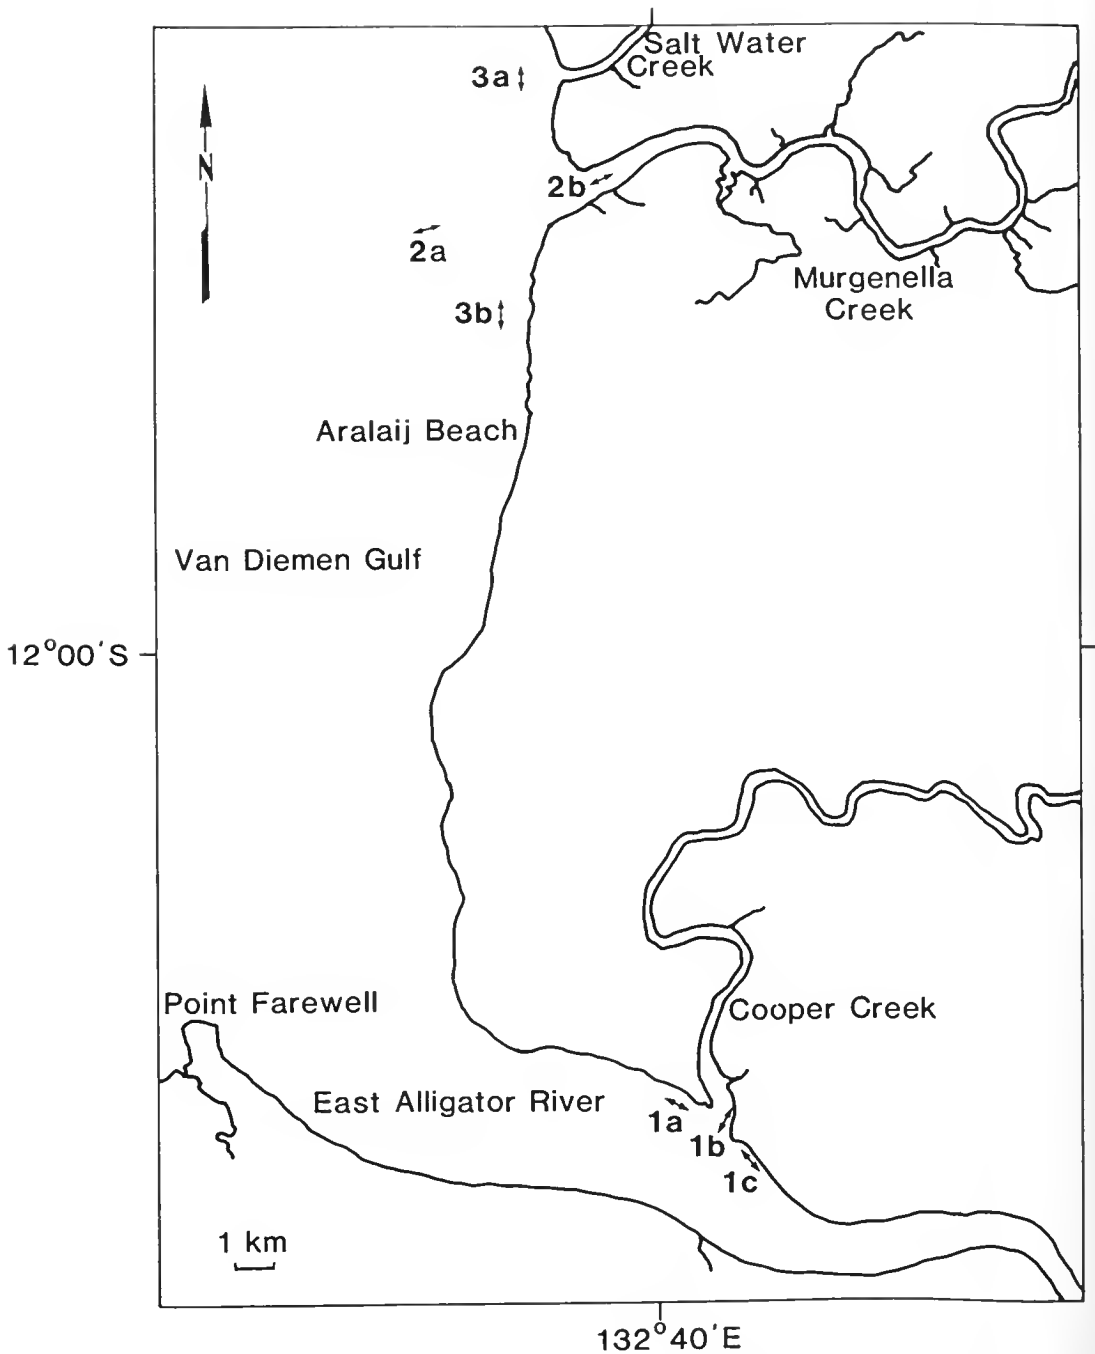 Salt Water
Creek
3a
N
2b
2a
Murgenella
Creek
3b
Aralaij Beach
Van Diemen Gulf
12°00'S
Point Farewell
Cooper Creek
East Alligator River
1a
1b
1c
1 km
132°40'E